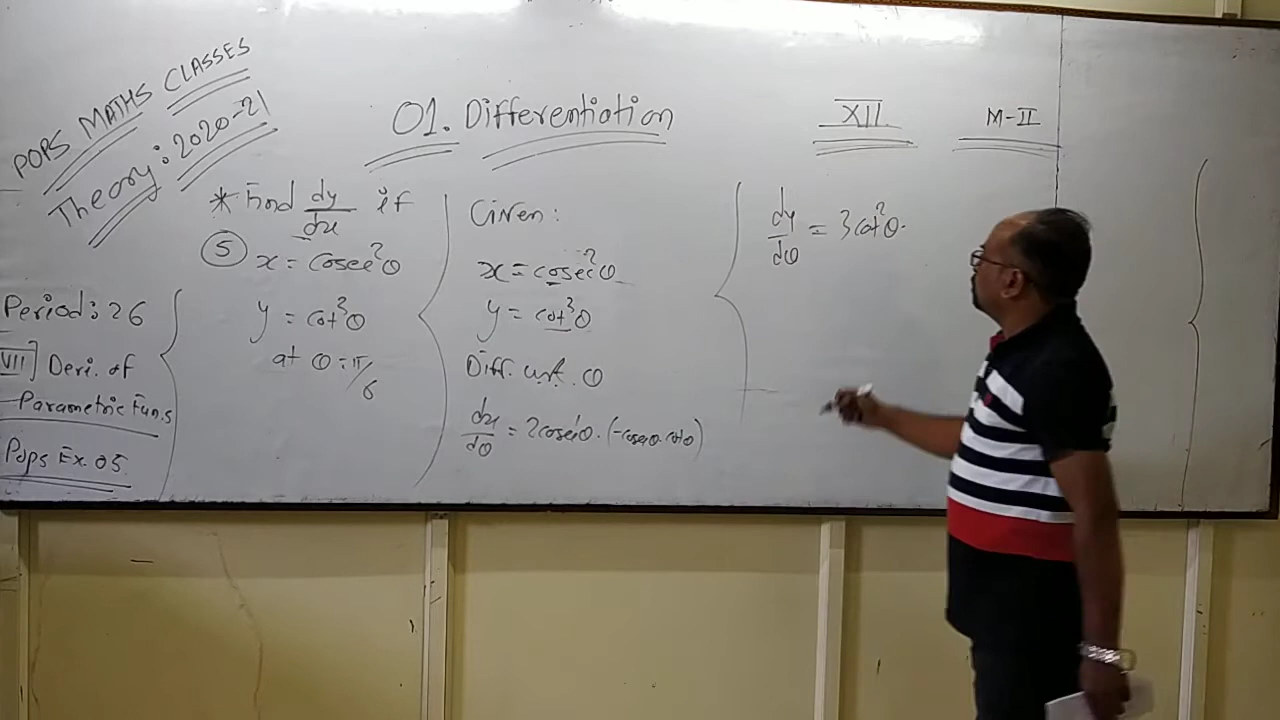 POPS MATHS CLASSES
Theory: 2020-21
01. Differentiation
XII
M-II
Period: 26
VII] Deri. of
Parametric Fun.s
Pops Ex. 05
* Find dy/dx if
5 x = cosec²θ
y = cot³θ
at θ = π/6
Given:
x = cosec²θ
y = cot³θ
Diff. w.r.t. θ
dx/dθ = 2cosecθ · (-cosecθ·cotθ)
dy/dθ = 3cot²θ ·